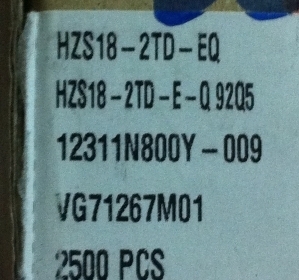 HZS18-2TD-EQ
HZS18-2TD-E-Q 92Q5
12311N800Y-009
VG71267M01
2500 PCS